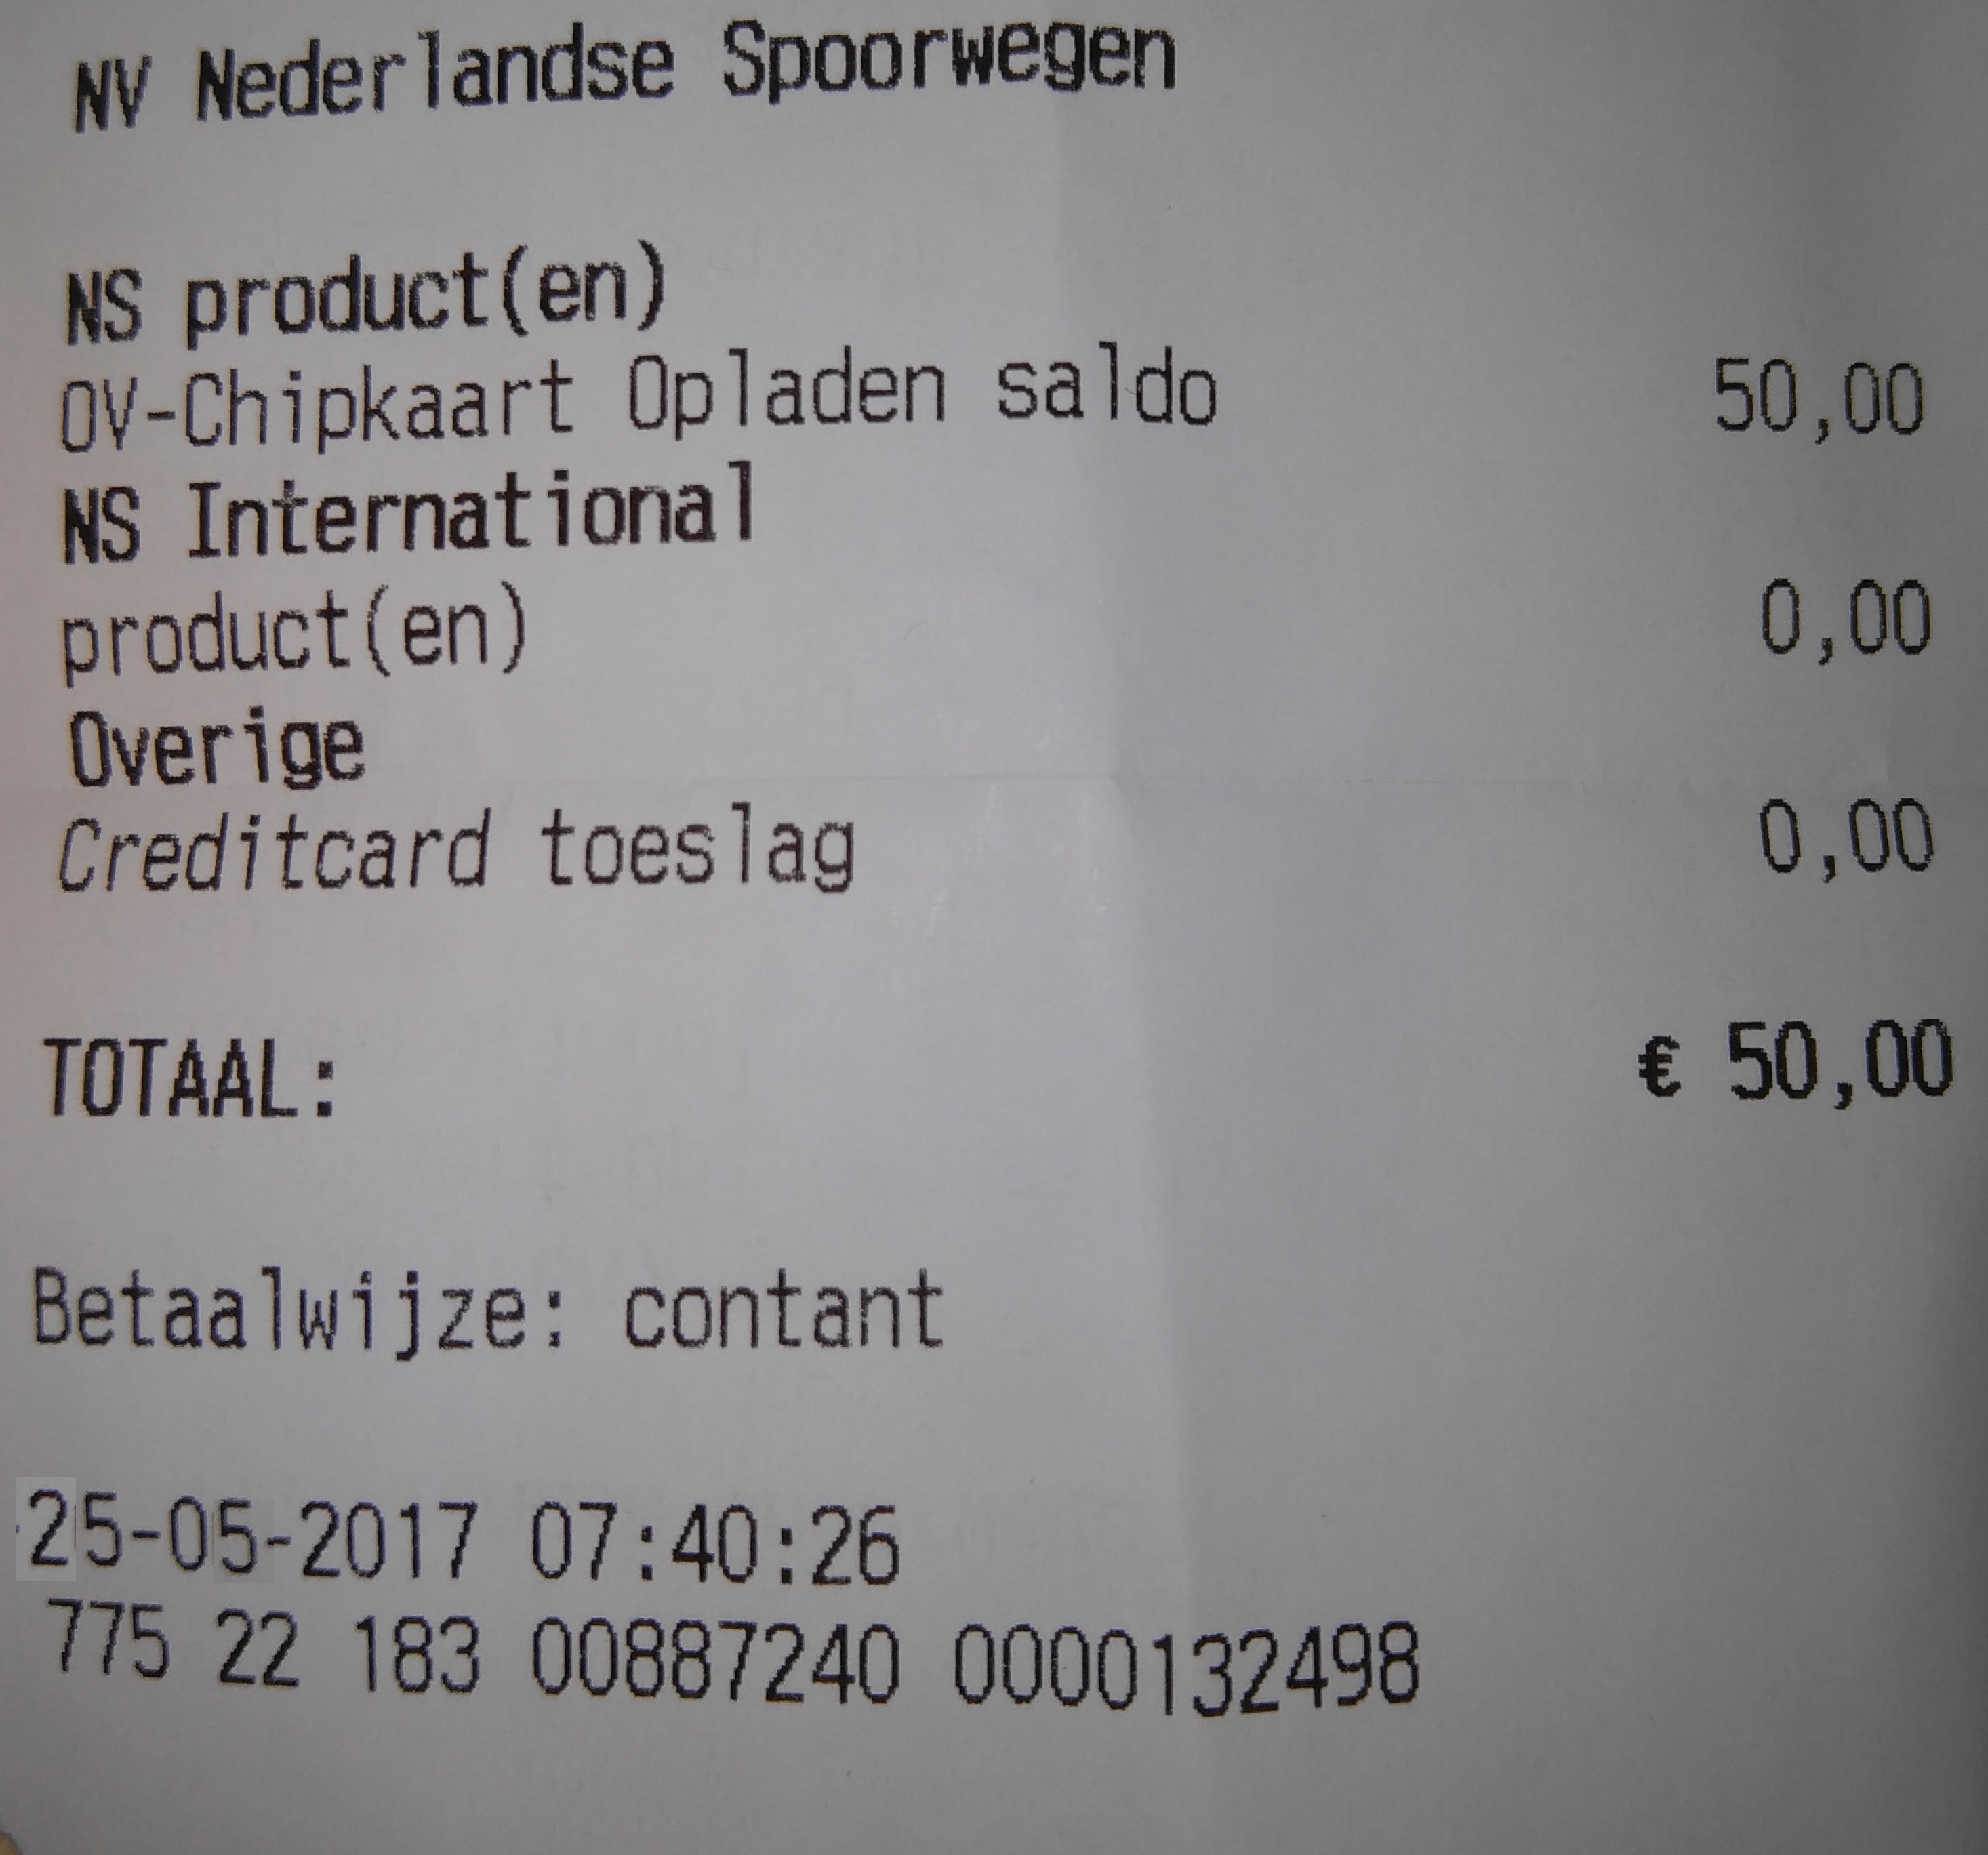 NV Nederlandse Spoorwegen
NS product(en)
OV-Chipkaart Opladen saldo 50,00
NS International
product(en) 0,00
Overige
Creditcard toeslag 0,00
TOTAAL: € 50,00
Betaalwijze: contant
25-05-2017 07:40:26
775 22 183 00887240 0000132498